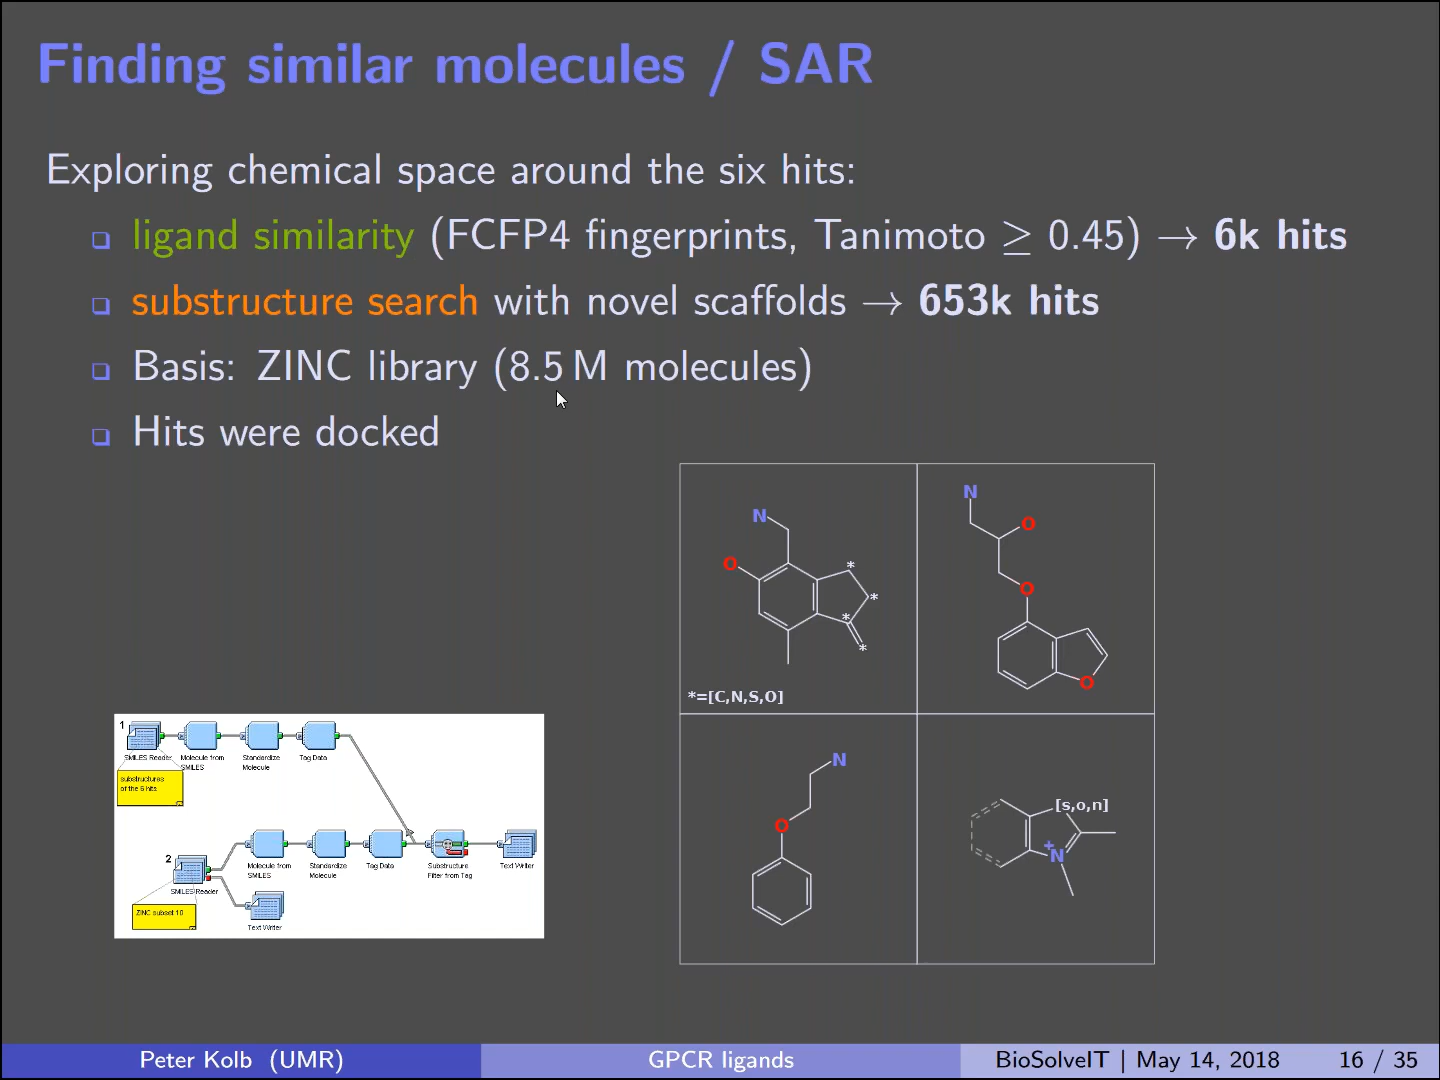 Finding similar molecules / SAR
Exploring chemical space around the six hits:
ligand similarity (FCFP4 fingerprints, Tanimoto ≥ 0.45) → 6k hits
substructure search with novel scaffolds → 653k hits
Basis: ZINC library (8.5 M molecules)
Hits were docked
N
O
*
*
*
*
*=[C,N,S,O]
N
O
O
O
N
O
[s,o,n]
+
N
1
SMILES Reader
Molecule from
SMILES
Standardize
Molecule
Tag Data
substructures
of the 6 hits
2
SMILES Reader
Molecule from
SMILES
Standardize
Molecule
Tag Data
Substructure
Filter from Tag
Text Writer
ZINC subset 10
Text Writer
Peter Kolb (UMR)
GPCR ligands
BioSolveIT | May 14, 2018
16 / 35